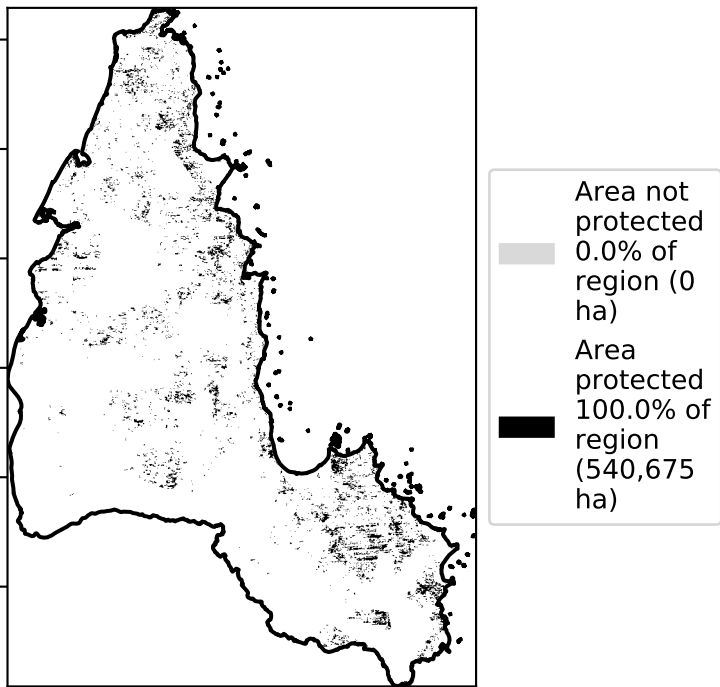 Area not
protected
0.0% of
region (0
ha)
Area
protected
100.0% of
region
(540,675
ha)